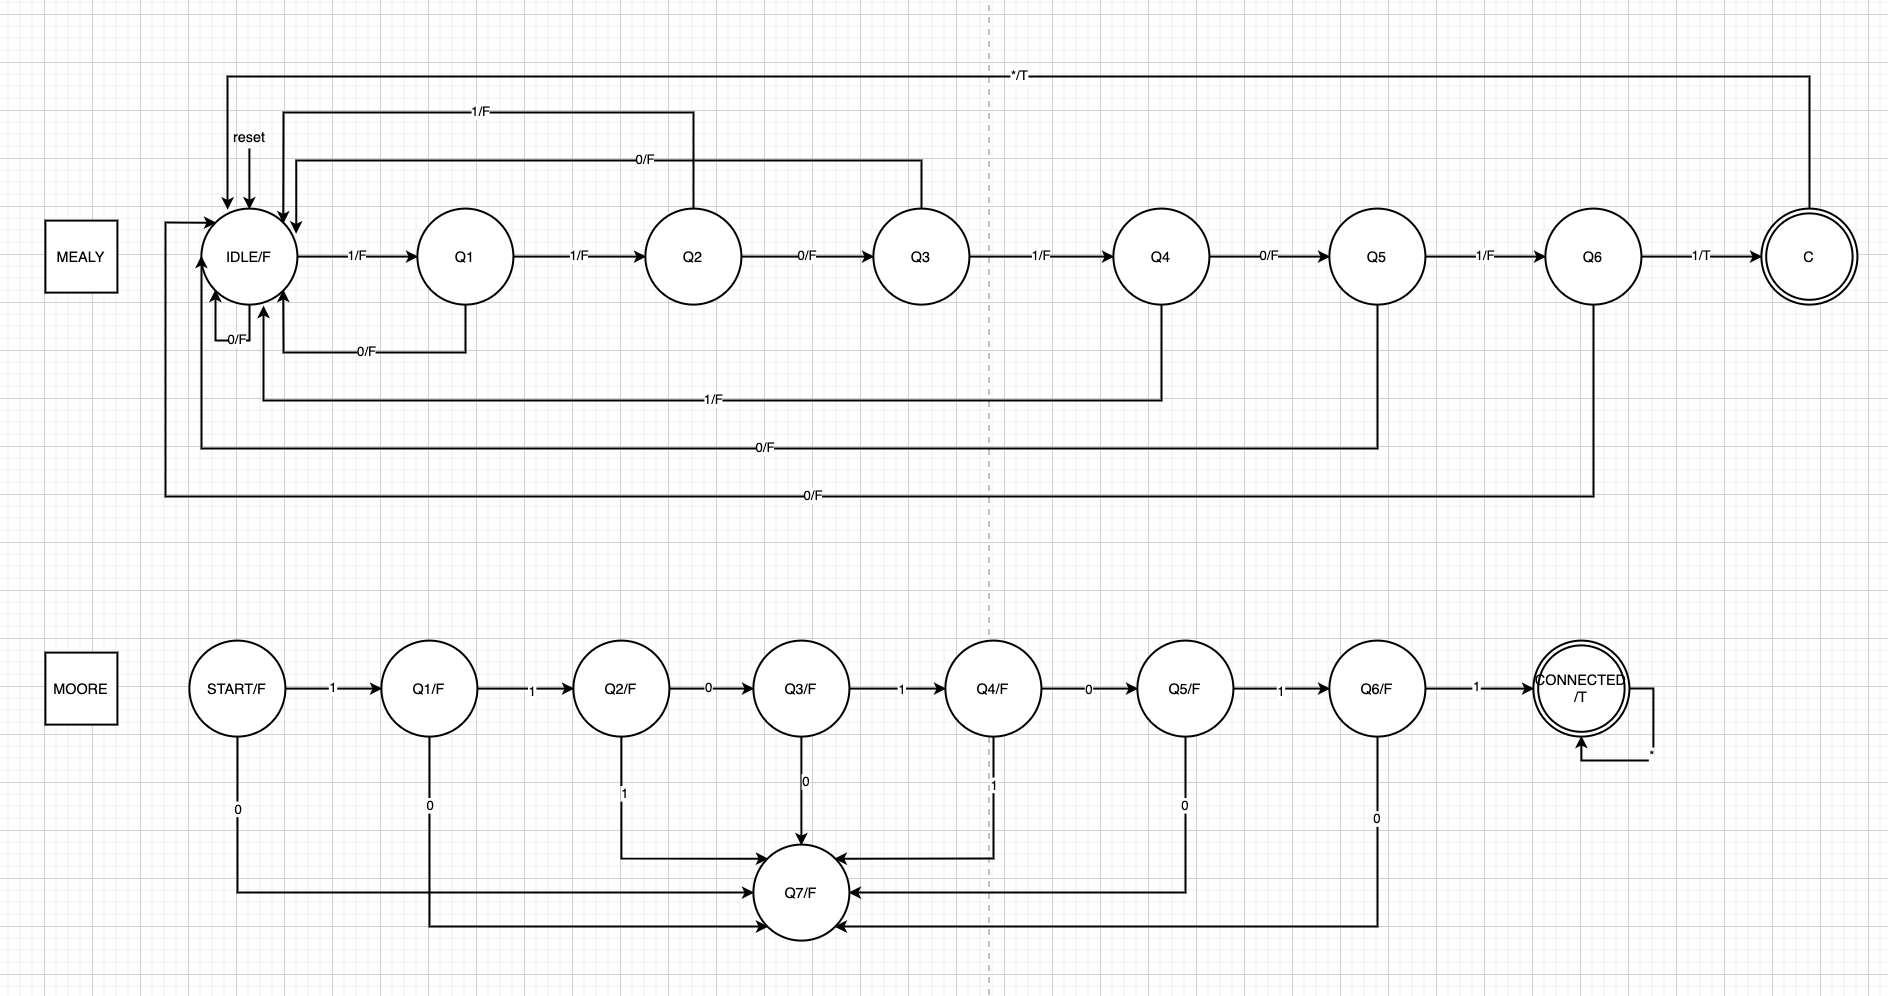 */T
1/F
reset
0/F
MEALY
IDLE/F
1/F
Q1
1/F
Q2
0/F
Q3
1/F
Q4
0/F
Q5
1/F
Q6
1/T
C
0/F
0/F
1/F
0/F
0/F
MOORE
START/F
1
Q1/F
1
Q2/F
0
Q3/F
1
Q4/F
0
Q5/F
1
Q6/F
1
CONNECTED
/T
*
0
0
1
0
1
0
0
Q7/F